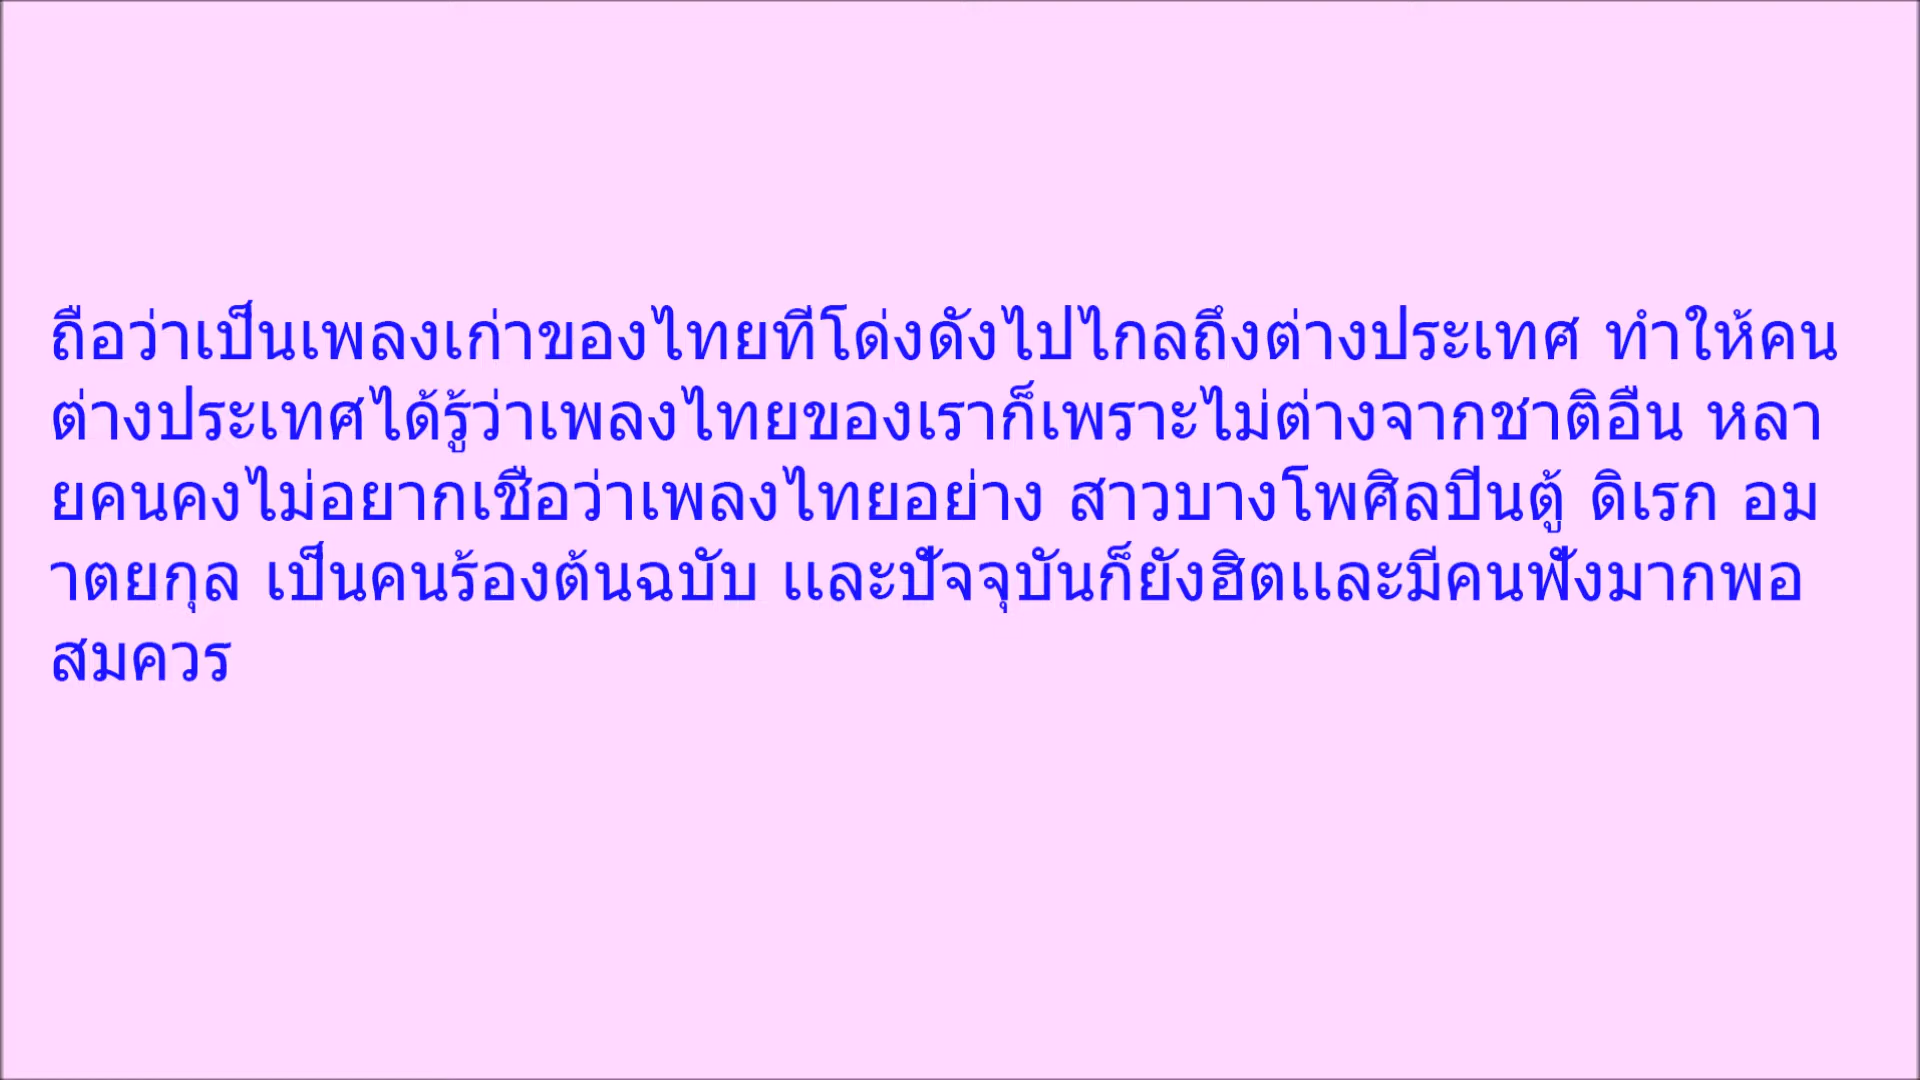 ถือว่าเป็นเพลงเก่าของไทยที่โด่งดังไปไกลถึงต่างประเทศ ทำให้คน
ต่างประเทศได้รู้ว่าเพลงไทยของเราก็เพราะไม่ต่างจากชาติอื่น หลา
ยคนคงไม่อยากเชื่อว่าเพลงไทยอย่าง สาวบางโพศิลปินตู้ ดิเรก อม
าตยกุล เป็นคนร้องต้นฉบับ และปัจจุบันก็ยังฮิตและมีคนฟังมากพอ
สมควร